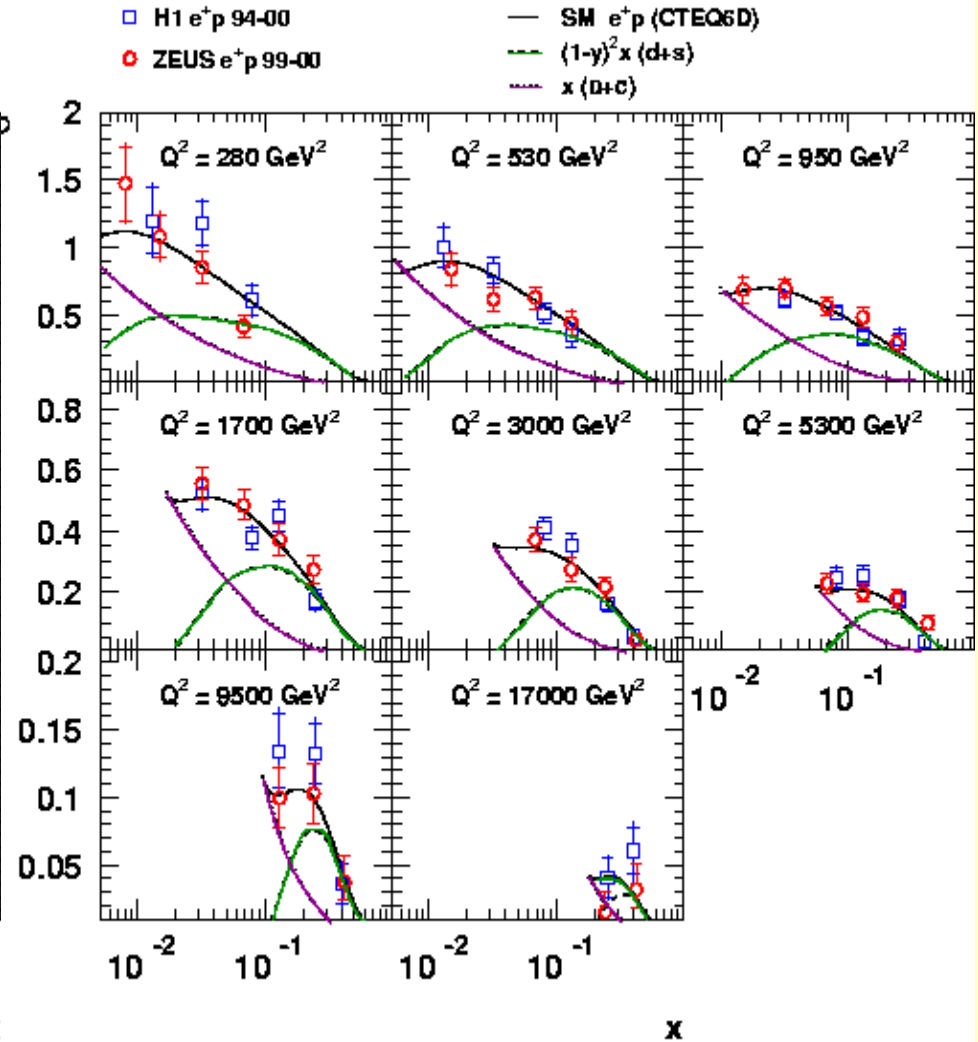 H1 e⁺p 94-00
SM e⁺p (CTEQ6D)
ZEUS e⁺p 99-00
(1-y)²x (d+s)
Q² = 280 GeV²
Q² = 530 GeV²
Q² = 950 GeV²
2
1.5
1
0.5
Q² = 1700 GeV²
Q² = 3000 GeV²
Q² = 5300 GeV²
0.8
0.6
0.4
0.2
Q² = 9500 GeV²
Q² = 17000 GeV²
0.2
0.15
0.1
0.05
10⁻² 10⁻¹
10⁻² 10⁻¹
10⁻² 10⁻¹
x